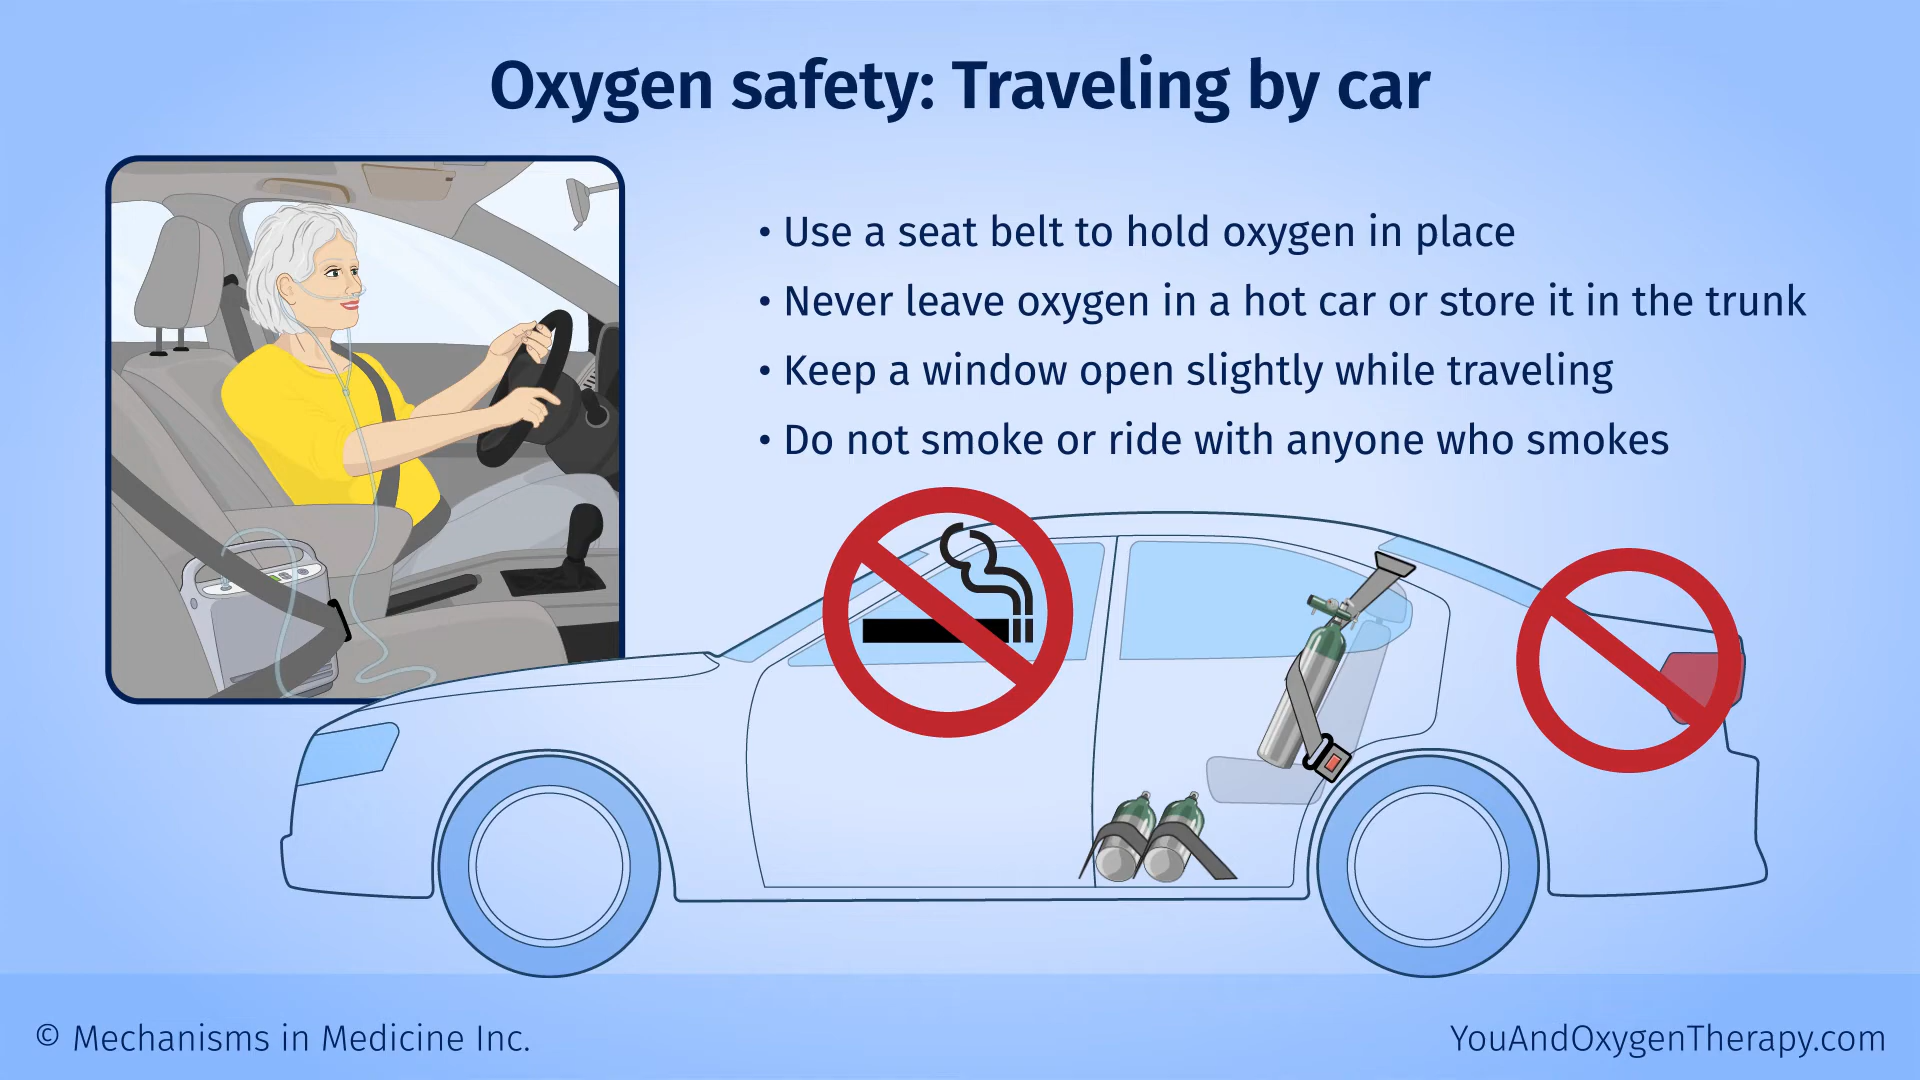 Oxygen safety: Traveling by car
• Use a seat belt to hold oxygen in place
• Never leave oxygen in a hot car or store it in the trunk
• Keep a window open slightly while traveling
• Do not smoke or ride with anyone who smokes
© Mechanisms in Medicine Inc.
YouAndOxygenTherapy.com